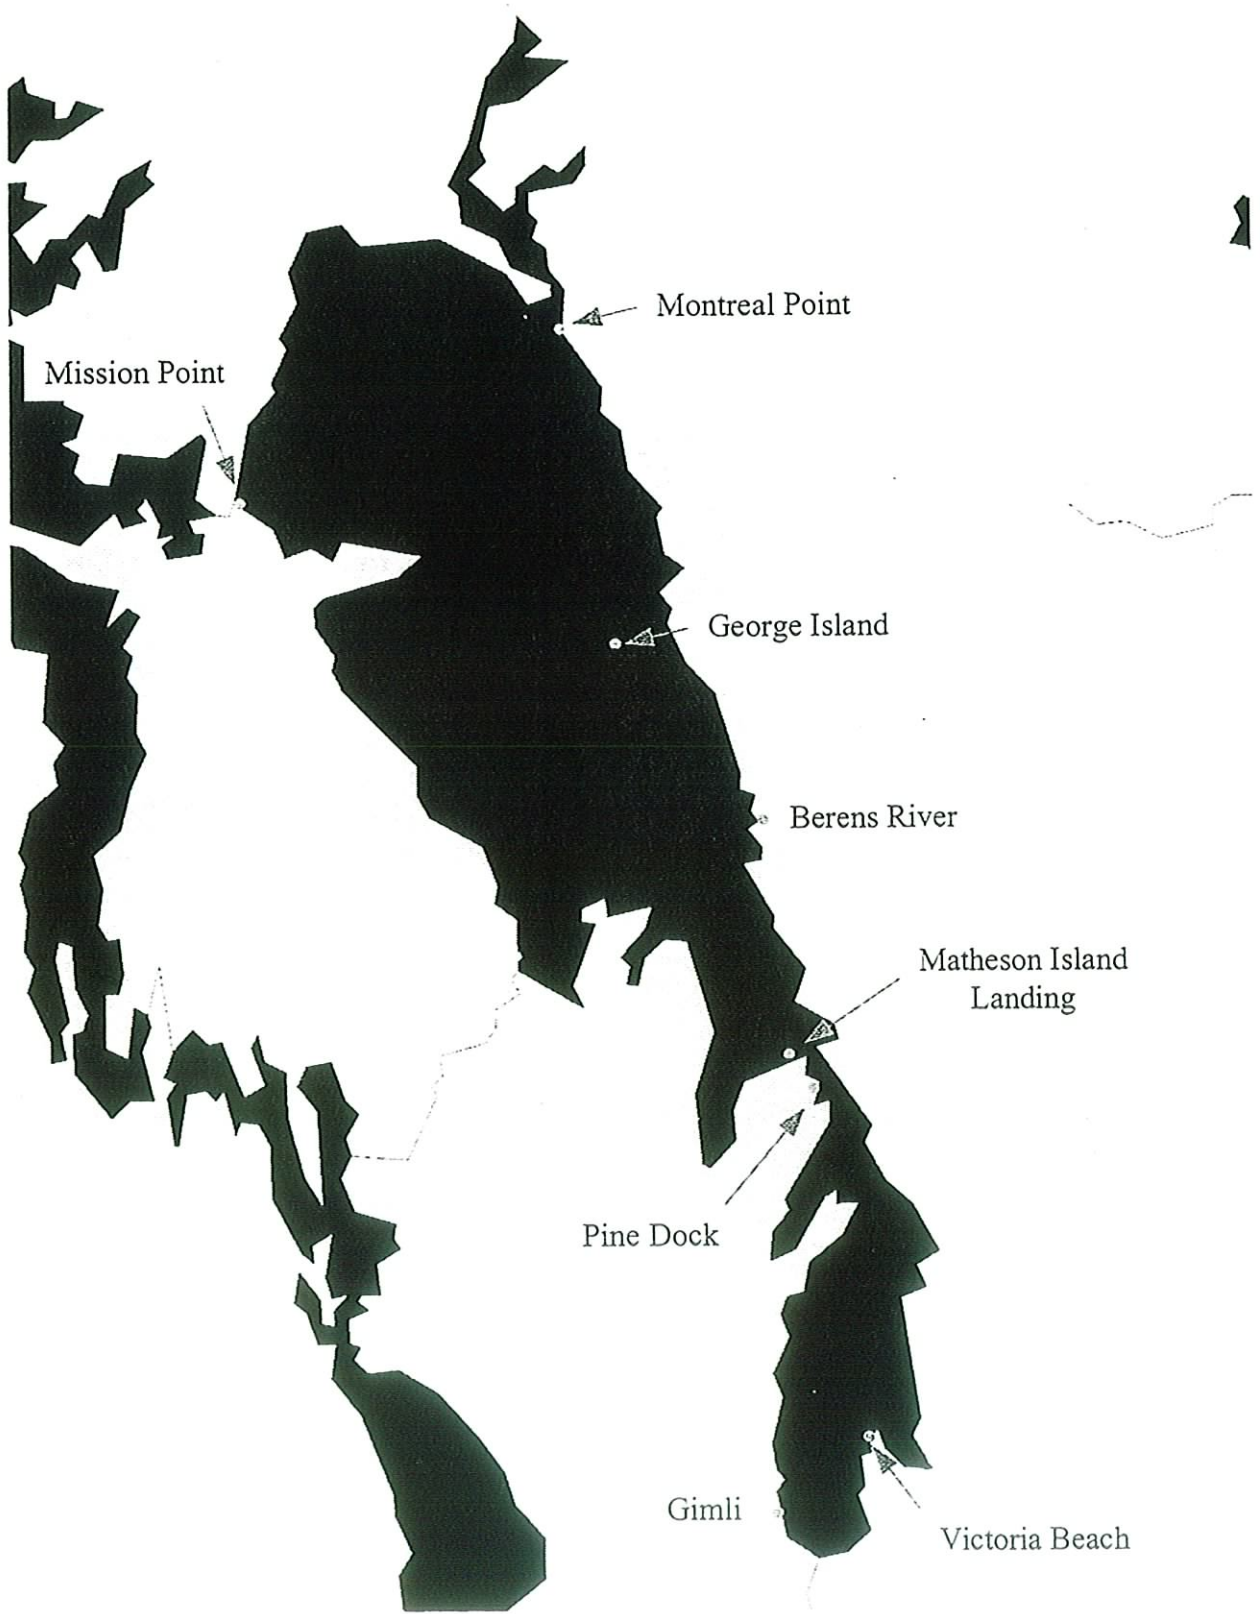 Montreal Point
Mission Point
George Island
Berens River
Matheson Island
Landing
Pine Dock
Gimli
Victoria Beach